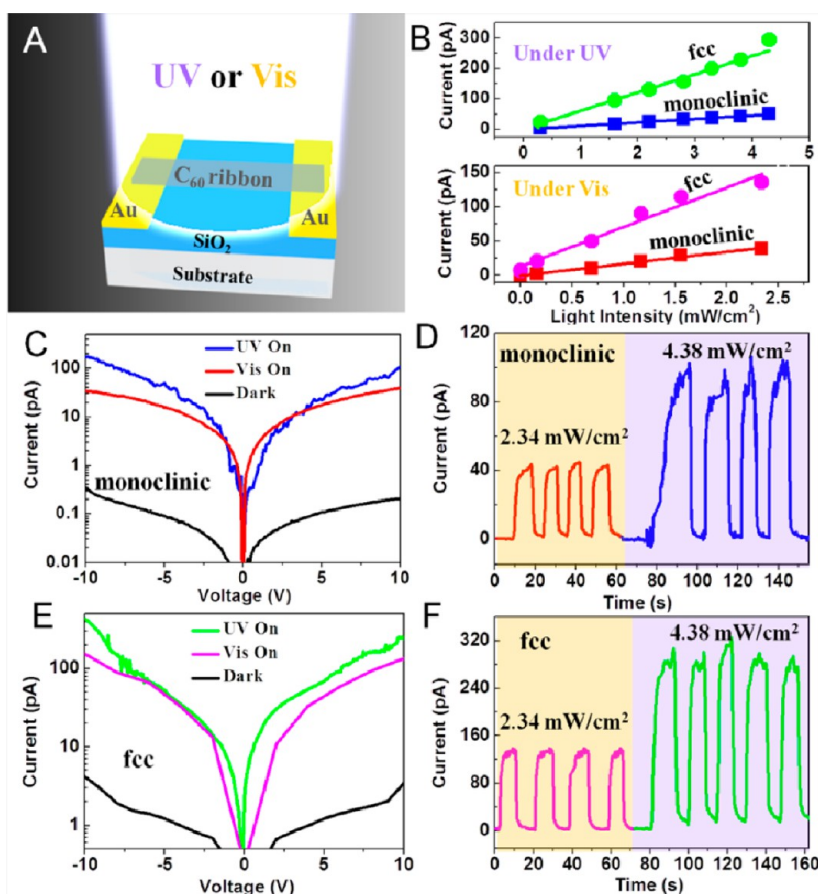 A
UV or Vis
C60 ribbon
Au
Au
SiO2
Substrate
B
Current (pA)
300
250
200
150
100
50
0
Under UV
fcc
monoclinic
0 1 2 3 4 5
Current (pA)
150
100
50
0
Under Vis
fcc
monoclinic
0.0 0.6 1.2 1.8 2.4
Light Intensity (mW/cm2)
C
Current (pA)
100
10
1
0.1
0.01
UV On
Vis On
Dark
monoclinic
-10 -5 0 5 10
Voltage (V)
D
Current (pA)
120
80
40
0
monoclinic
4.38 mW/cm2
2.34 mW/cm2
0 20 40 60 80 100 120 140
Time (s)
E
Current (pA)
100
10
1
UV On
Vis On
Dark
fcc
-10 -5 0 5 10
Voltage (V)
F
Current (pA)
320
240
160
80
0
fcc
4.38 mW/cm2
2.34 mW/cm2
0 20 40 60 80 100 120 140 160
Time (s)